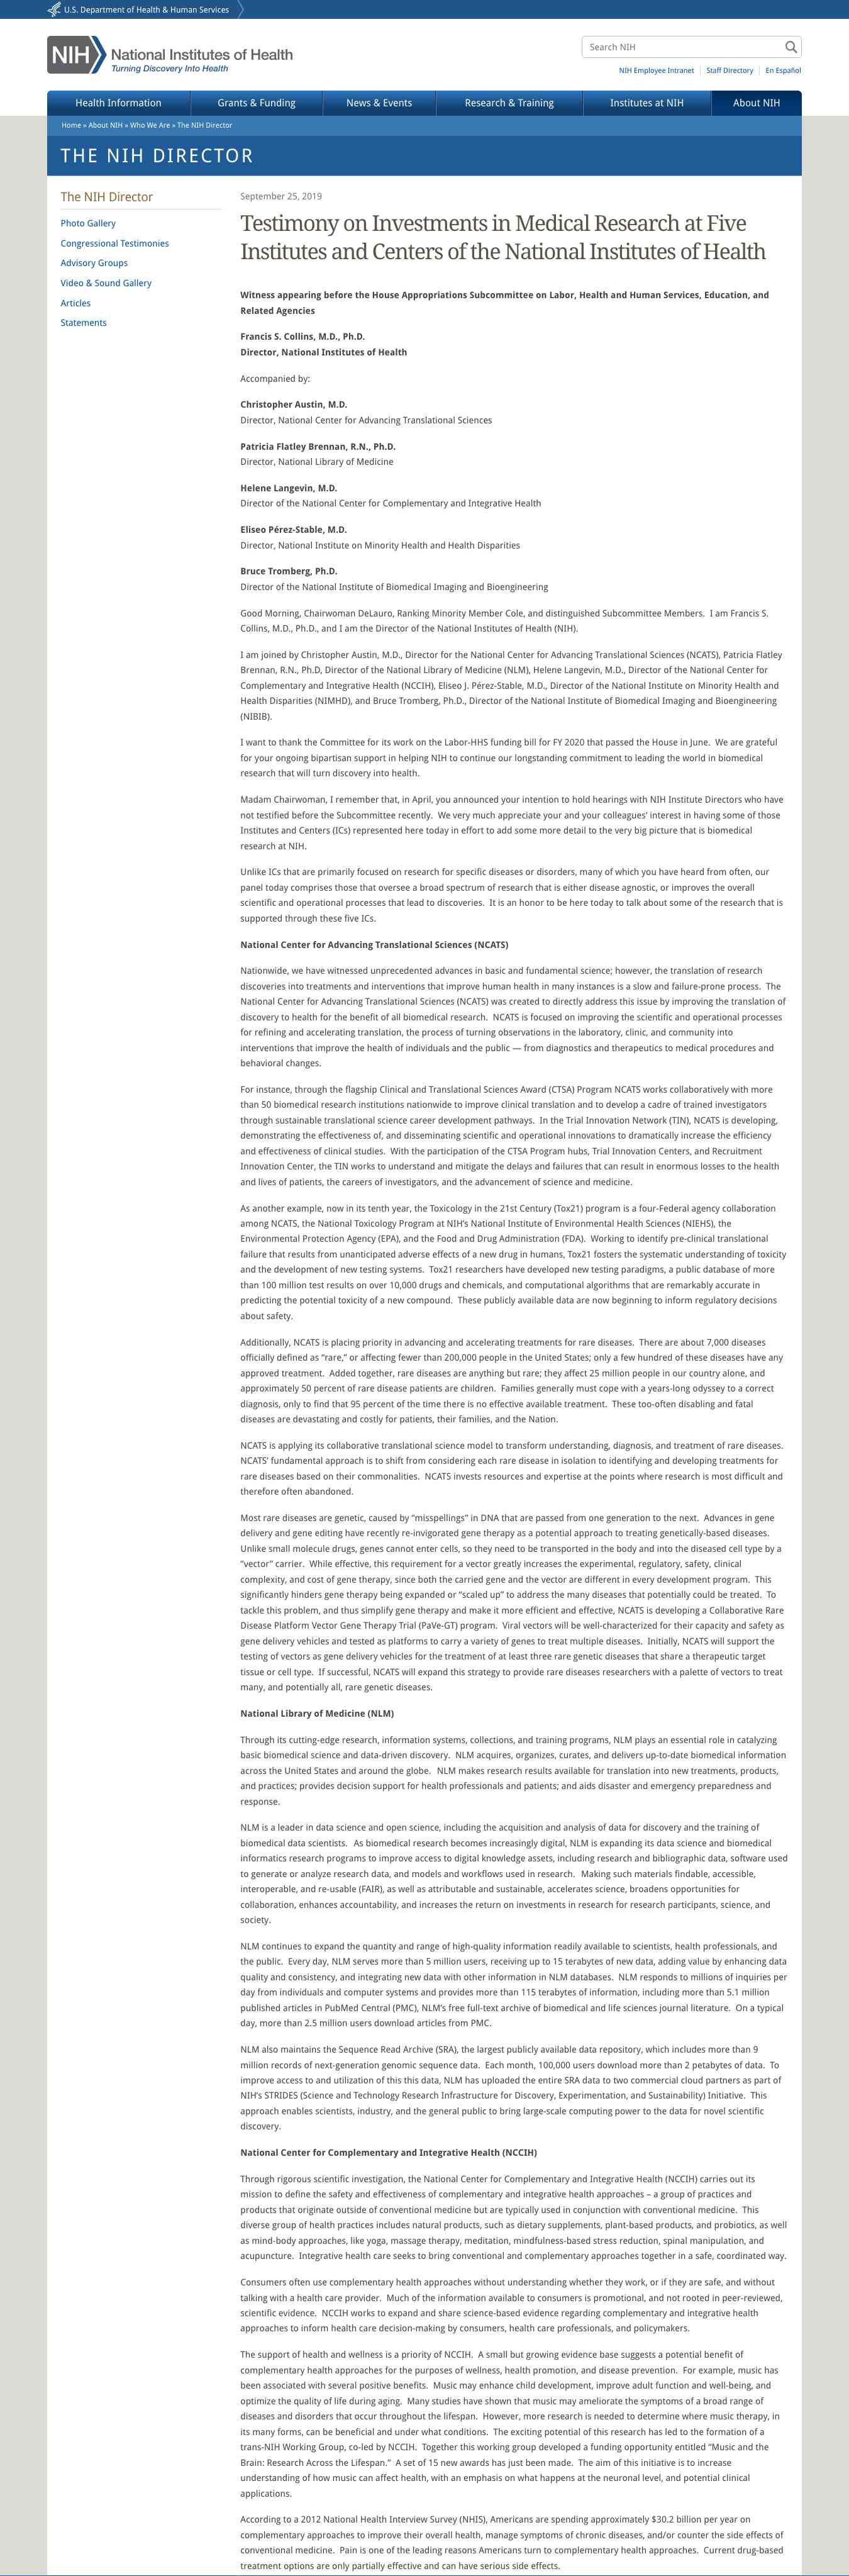 U.S. Department of Health & Human Services
NIH National Institutes of Health
Turning Discovery Into Health
Search NIH
NIH Employee Intranet | Staff Directory | En Español
Health Information
Grants & Funding
News & Events
Research & Training
Institutes at NIH
About NIH
Home » About NIH » Who We Are » The NIH Director
THE NIH DIRECTOR
The NIH Director
Photo Gallery
Congressional Testimonies
Advisory Groups
Video & Sound Gallery
Articles
Statements
September 25, 2019
Testimony on Investments in Medical Research at Five
Institutes and Centers of the National Institutes of Health
Witness appearing before the House Appropriations Subcommittee on Labor, Health and Human Services, Education, and
Related Agencies
Francis S. Collins, M.D., Ph.D.
Director, National Institutes of Health
Accompanied by:
Christopher Austin, M.D.
Director, National Center for Advancing Translational Sciences
Patricia Flatley Brennan, R.N., Ph.D.
Director, National Library of Medicine
Helene Langevin, M.D.
Director of the National Center for Complementary and Integrative Health
Eliseo Pérez-Stable, M.D.
Director, National Institute on Minority Health and Health Disparities
Bruce Tromberg, Ph.D.
Director of the National Institute of Biomedical Imaging and Bioengineering
Good Morning, Chairwoman DeLauro, Ranking Minority Member Cole, and distinguished Subcommittee Members.  I am Francis S.
Collins, M.D., Ph.D., and I am the Director of the National Institutes of Health (NIH).
I am joined by Christopher Austin, M.D., Director for the National Center for Advancing Translational Sciences (NCATS), Patricia Flatley
Brennan, R.N., Ph.D, Director of the National Library of Medicine (NLM), Helene Langevin, M.D., Director of the National Center for
Complementary and Integrative Health (NCCIH), Eliseo J. Pérez-Stable, M.D., Director of the National Institute on Minority Health and
Health Disparities (NIMHD), and Bruce Tromberg, Ph.D., Director of the National Institute of Biomedical Imaging and Bioengineering
(NIBIB).
I want to thank the Committee for its work on the Labor-HHS funding bill for FY 2020 that passed the House in June.  We are grateful
for your ongoing bipartisan support in helping NIH to continue our longstanding commitment to leading the world in biomedical
research that will turn discovery into health.
Madam Chairwoman, I remember that, in April, you announced your intention to hold hearings with NIH Institute Directors who have
not testified before the Subcommittee recently.  We very much appreciate your and your colleagues’ interest in having some of those
Institutes and Centers (ICs) represented here today in effort to add some more detail to the very big picture that is biomedical
research at NIH.
Unlike ICs that are primarily focused on research for specific diseases or disorders, many of which you have heard from often, our
panel today comprises those that oversee a broad spectrum of research that is either disease agnostic, or improves the overall
scientific and operational processes that lead to discoveries.  It is an honor to be here today to talk about some of the research that is
supported through these five ICs.
National Center for Advancing Translational Sciences (NCATS)
Nationwide, we have witnessed unprecedented advances in basic and fundamental science; however, the translation of research
discoveries into treatments and interventions that improve human health in many instances is a slow and failure-prone process.  The
National Center for Advancing Translational Sciences (NCATS) was created to directly address this issue by improving the translation of
discovery to health for the benefit of all biomedical research.  NCATS is focused on improving the scientific and operational processes
for refining and accelerating translation, the process of turning observations in the laboratory, clinic, and community into
interventions that improve the health of individuals and the public — from diagnostics and therapeutics to medical procedures and
behavioral changes.
For instance, through the flagship Clinical and Translational Sciences Award (CTSA) Program NCATS works collaboratively with more
than 50 biomedical research institutions nationwide to improve clinical translation and to develop a cadre of trained investigators
through sustainable translational science career development pathways.  In the Trial Innovation Network (TIN), NCATS is developing,
demonstrating the effectiveness of, and disseminating scientific and operational innovations to dramatically increase the efficiency
and effectiveness of clinical studies.  With the participation of the CTSA Program hubs, Trial Innovation Centers, and Recruitment
Innovation Center, the TIN works to understand and mitigate the delays and failures that can result in enormous losses to the health
and lives of patients, the careers of investigators, and the advancement of science and medicine.
As another example, now in its tenth year, the Toxicology in the 21st Century (Tox21) program is a four-Federal agency collaboration
among NCATS, the National Toxicology Program at NIH’s National Institute of Environmental Health Sciences (NIEHS), the
Environmental Protection Agency (EPA), and the Food and Drug Administration (FDA).  Working to identify pre-clinical translational
failure that results from unanticipated adverse effects of a new drug in humans, Tox21 fosters the systematic understanding of toxicity
and the development of new testing systems.  Tox21 researchers have developed new testing paradigms, a public database of more
than 100 million test results on over 10,000 drugs and chemicals, and computational algorithms that are remarkably accurate in
predicting the potential toxicity of a new compound.  These publicly available data are now beginning to inform regulatory decisions
about safety.
Additionally, NCATS is placing priority in advancing and accelerating treatments for rare diseases.  There are about 7,000 diseases
officially defined as “rare,” or affecting fewer than 200,000 people in the United States; only a few hundred of these diseases have any
approved treatment.  Added together, rare diseases are anything but rare; they affect 25 million people in our country alone, and
approximately 50 percent of rare disease patients are children.  Families generally must cope with a years-long odyssey to a correct
diagnosis, only to find that 95 percent of the time there is no effective available treatment.  These too-often disabling and fatal
diseases are devastating and costly for patients, their families, and the Nation.
NCATS is applying its collaborative translational science model to transform understanding, diagnosis, and treatment of rare diseases.
NCATS’ fundamental approach is to shift from considering each rare disease in isolation to identifying and developing treatments for
rare diseases based on their commonalities.  NCATS invests resources and expertise at the points where research is most difficult and
therefore often abandoned.
Most rare diseases are genetic, caused by “misspellings” in DNA that are passed from one generation to the next.  Advances in gene
delivery and gene editing have recently re-invigorated gene therapy as a potential approach to treating genetically-based diseases.
Unlike small molecule drugs, genes cannot enter cells, so they need to be transported in the body and into the diseased cell type by a
“vector” carrier.  While effective, this requirement for a vector greatly increases the experimental, regulatory, safety, clinical
complexity, and cost of gene therapy, since both the carried gene and the vector are different in every development program.  This
significantly hinders gene therapy being expanded or “scaled up” to address the many diseases that potentially could be treated.  To
tackle this problem, and thus simplify gene therapy and make it more efficient and effective, NCATS is developing a Collaborative Rare
Disease Platform Vector Gene Therapy Trial (PaVe-GT) program.  Viral vectors will be well-characterized for their capacity and safety as
gene delivery vehicles and tested as platforms to carry a variety of genes to treat multiple diseases.  Initially, NCATS will support the
testing of vectors as gene delivery vehicles for the treatment of at least three rare genetic diseases that share a therapeutic target
tissue or cell type.  If successful, NCATS will expand this strategy to provide rare diseases researchers with a palette of vectors to treat
many, and potentially all, rare genetic diseases.
National Library of Medicine (NLM)
Through its cutting-edge research, information systems, collections, and training programs, NLM plays an essential role in catalyzing
basic biomedical science and data-driven discovery.  NLM acquires, organizes, curates, and delivers up-to-date biomedical information
across the United States and around the globe.  NLM makes research results available for translation into new treatments, products,
and practices; provides decision support for health professionals and patients; and aids disaster and emergency preparedness and
response.
NLM is a leader in data science and open science, including the acquisition and analysis of data for discovery and the training of
biomedical data scientists.  As biomedical research becomes increasingly digital, NLM is expanding its data science and biomedical
informatics research programs to improve access to digital knowledge assets, including research and bibliographic data, software used
to generate or analyze research data, and models and workflows used in research.  Making such materials findable, accessible,
interoperable, and re-usable (FAIR), as well as attributable and sustainable, accelerates science, broadens opportunities for
collaboration, enhances accountability, and increases the return on investments in research for research participants, science, and
society.
NLM continues to expand the quantity and range of high-quality information readily available to scientists, health professionals, and
the public.  Every day, NLM serves more than 5 million users, receiving up to 15 terabytes of new data, adding value by enhancing data
quality and consistency, and integrating new data with other information in NLM databases.  NLM responds to millions of inquiries per
day from individuals and computer systems and provides more than 115 terabytes of information, including more than 5.1 million
published articles in PubMed Central (PMC), NLM’s free full-text archive of biomedical and life sciences journal literature.  On a typical
day, more than 2.5 million users download articles from PMC.
NLM also maintains the Sequence Read Archive (SRA), the largest publicly available data repository, which includes more than 9
million records of next-generation genomic sequence data.  Each month, 100,000 users download more than 2 petabytes of data.  To
improve access to and utilization of this this data, NLM has uploaded the entire SRA data to two commercial cloud partners as part of
NIH’s STRIDES (Science and Technology Research Infrastructure for Discovery, Experimentation, and Sustainability) Initiative.  This
approach enables scientists, industry, and the general public to bring large-scale computing power to the data for novel scientific
discovery.
National Center for Complementary and Integrative Health (NCCIH)
Through rigorous scientific investigation, the National Center for Complementary and Integrative Health (NCCIH) carries out its
mission to define the safety and effectiveness of complementary and integrative health approaches – a group of practices and
products that originate outside of conventional medicine but are typically used in conjunction with conventional medicine.  This
diverse group of health practices includes natural products, such as dietary supplements, plant-based products, and probiotics, as well
as mind-body approaches, like yoga, massage therapy, meditation, mindfulness-based stress reduction, spinal manipulation, and
acupuncture.  Integrative health care seeks to bring conventional and complementary approaches together in a safe, coordinated way.
Consumers often use complementary health approaches without understanding whether they work, or if they are safe, and without
talking with a health care provider.  Much of the information available to consumers is promotional, and not rooted in peer-reviewed,
scientific evidence.  NCCIH works to expand and share science-based evidence regarding complementary and integrative health
approaches to inform health care decision-making by consumers, health care professionals, and policymakers.
The support of health and wellness is a priority of NCCIH.  A small but growing evidence base suggests a potential benefit of
complementary health approaches for the purposes of wellness, health promotion, and disease prevention.  For example, music has
been associated with several positive benefits.  Music may enhance child development, improve adult function and well-being, and
optimize the quality of life during aging.  Many studies have shown that music may ameliorate the symptoms of a broad range of
diseases and disorders that occur throughout the lifespan.  However, more research is needed to determine where music therapy, in
its many forms, can be beneficial and under what conditions.  The exciting potential of this research has led to the formation of a
trans-NIH Working Group, co-led by NCCIH.  Together this working group developed a funding opportunity entitled “Music and the
Brain: Research Across the Lifespan.”  A set of 15 new awards has just been made.  The aim of this initiative is to increase
understanding of how music can affect health, with an emphasis on what happens at the neuronal level, and potential clinical
applications.
According to a 2012 National Health Interview Survey (NHIS), Americans are spending approximately $30.2 billion per year on
complementary approaches to improve their overall health, manage symptoms of chronic diseases, and/or counter the side effects of
conventional medicine.  Pain is one of the leading reasons Americans turn to complementary health approaches.  Current drug-based
treatment options are only partially effective and can have serious side effects.